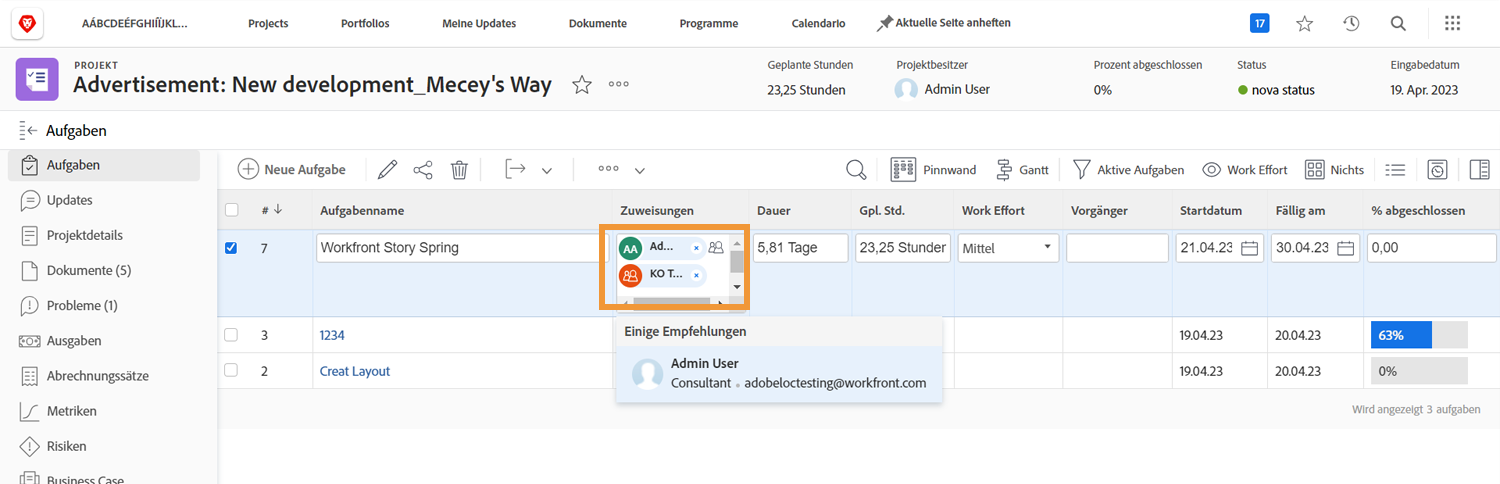 AÁBCDEÉFGHIÍÏJKL... Projects Portfolios Meine Updates Dokumente Programme Calendario Aktuelle Seite anheften 17
PROJEKT
Advertisement: New development_Mecey's Way
Geplante Stunden Projektbesitzer Prozent abgeschlossen Status Eingabedatum
23,25 Stunden Admin User 0% nova status 19. Apr. 2023
Aufgaben
Aufgaben
Updates
Projektdetails
Dokumente (5)
Probleme (1)
Ausgaben
Abrechnungssätze
Metriken
Risiken
Business Case
Neue Aufgabe Pinnwand Gantt Aktive Aufgaben Work Effort Nichts
# Aufgabenname Zuweisungen Dauer Gpl. Std. Work Effort Vorgänger Startdatum Fällig am % abgeschlossen
7 Workfront Story Spring AA Ad... 5,81 Tage 23,25 Stunden Mittel 21.04.23 30.04.23 0,00
KO T...
Einige Empfehlungen
Admin User
Consultant adobeloctesting@workfront.com
3 1234 19.04.23 20.04.23 63%
2 Creat Layout 19.04.23 20.04.23 0%
Wird angezeigt 3 aufgaben